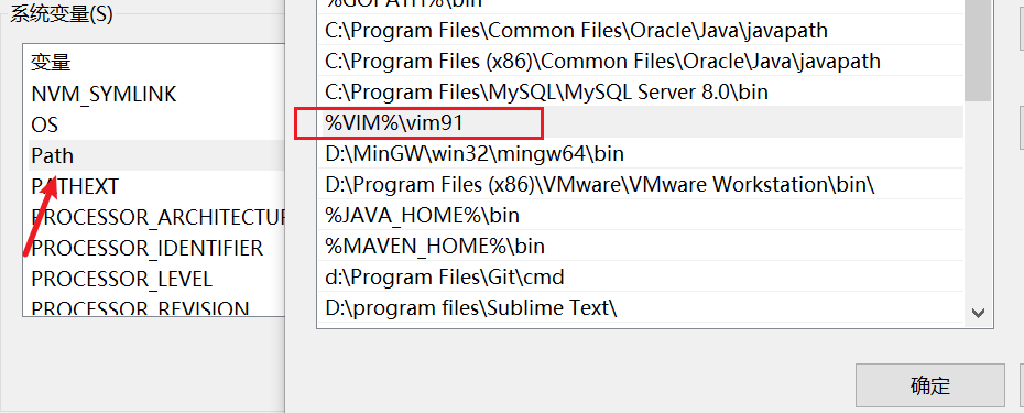 系统变量(S)
变量
NVM_SYMLINK
OS
Path
PATHEXT
PROCESSOR_ARCHITECTUR
PROCESSOR_IDENTIFIER
PROCESSOR_LEVEL
PROCESSOR_REVISION
%GOPATH%\bin
C:\Program Files\Common Files\Oracle\Java\javapath
C:\Program Files (x86)\Common Files\Oracle\Java\javapath
C:\Program Files\MySQL\MySQL Server 8.0\bin
%VIM%\vim91
D:\MinGW\win32\mingw64\bin
D:\Program Files (x86)\VMware\VMware Workstation\bin\
%JAVA_HOME%\bin
%MAVEN_HOME%\bin
d:\Program Files\Git\cmd
D:\program files\Sublime Text\
确定